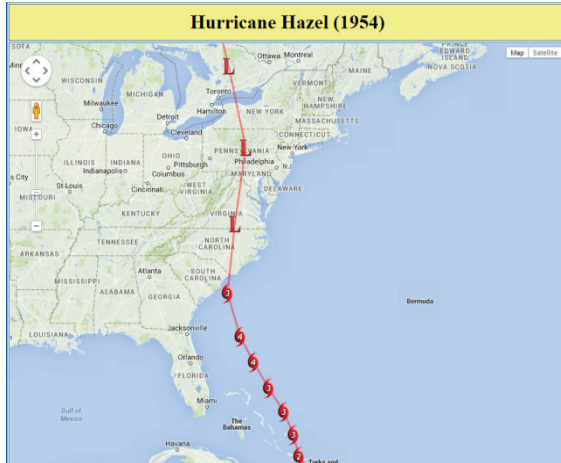 Hurricane Hazel (1954)
SOTA
Ottawa
Montreal
PRINCE
EDWARD
ISLAND
NOVA SCOTIA
Map
Satellite
L
MAINE
WISCONSIN
MICHIGAN
Toronto
VERMONT
NEW
HAMPSHIRE
Milwaukee
Hamilton
NEW YORK
MASSACHUSETTS
Detroit
Chicago
Cleveland
CONNECTICUT
IOWA
L
New York
ILLINOIS
INDIANA
OHIO
PENNSYLVANIA
Pittsburgh
Philadelphia
NJ
Indianapolis
Columbus
MARYLAND
s City
St Louis
Cincinnati
WEST
VIRGINIA
DELAWARE
MISSOURI
KENTUCKY
VIRGINIA
L
TENNESSEE
NORTH
CAROLINA
ARKANSAS
Atlanta
SOUTH
CAROLINA
MISSISSIPPI
ALABAMA
GEORGIA
3
Bermuda
LOUISIANA
Jacksonville
4
Orlando
4
FLORIDA
3
Miami
Gulf of
Mexico
3
The
Bahamas
3
Havana
2
Turks and